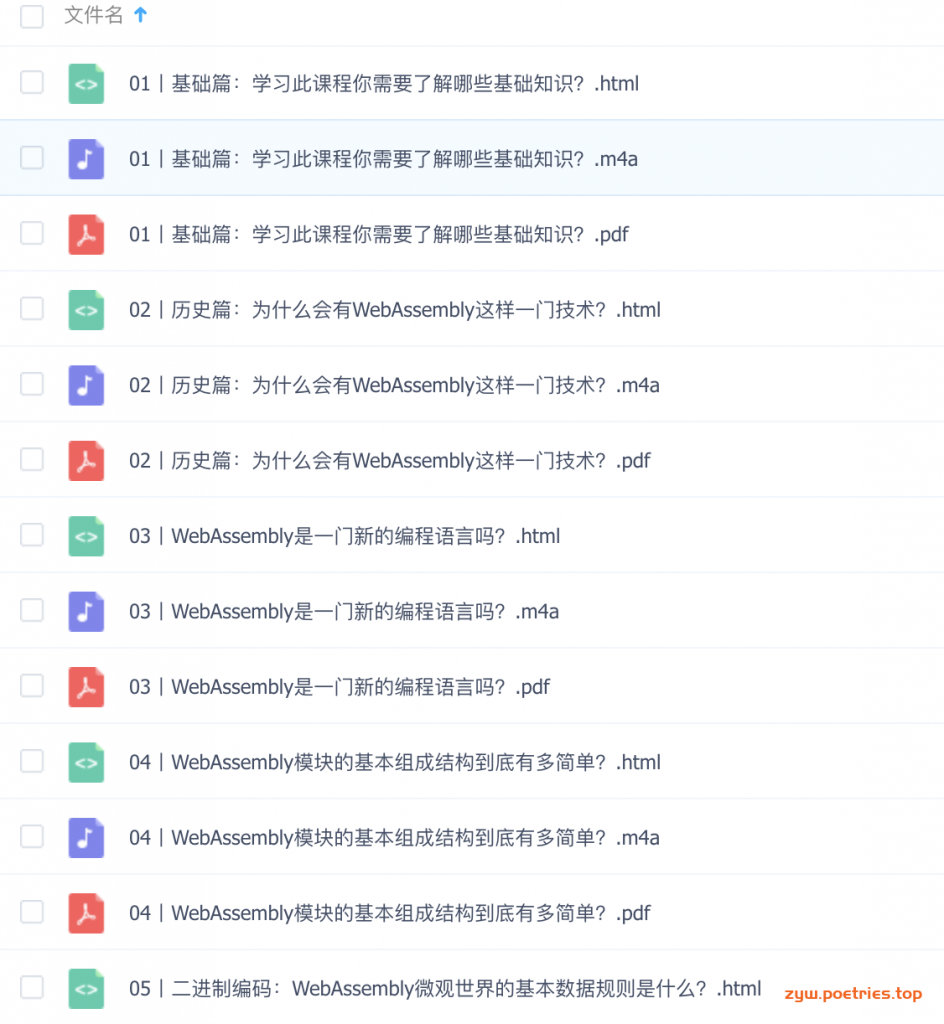 文件名
01丨基础篇：学习此课程你需要了解哪些基础知识？.html
01丨基础篇：学习此课程你需要了解哪些基础知识？.m4a
01丨基础篇：学习此课程你需要了解哪些基础知识？.pdf
02丨历史篇：为什么会有WebAssembly这样一门技术？.html
02丨历史篇：为什么会有WebAssembly这样一门技术？.m4a
02丨历史篇：为什么会有WebAssembly这样一门技术？.pdf
03丨WebAssembly是一门新的编程语言吗？.html
03丨WebAssembly是一门新的编程语言吗？.m4a
03丨WebAssembly是一门新的编程语言吗？.pdf
04丨WebAssembly模块的基本组成结构到底有多简单？.html
04丨WebAssembly模块的基本组成结构到底有多简单？.m4a
04丨WebAssembly模块的基本组成结构到底有多简单？.pdf
05丨二进制编码：WebAssembly微观世界的基本数据规则是什么？.html
zyw.poetries.top